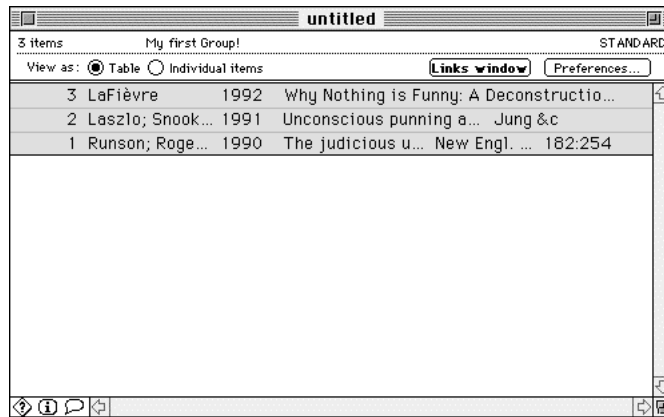 untitled
3 items My first Group! STANDARD
View as: Table Individual items Links window Preferences...
3 LaFièvre 1992 Why Nothing is Funny: A Deconstructio...
2 Laszlo; Snook... 1991 Unconscious punning a... Jung &c
1 Runson; Roge... 1990 The judicious u... New Engl. ... 182:254